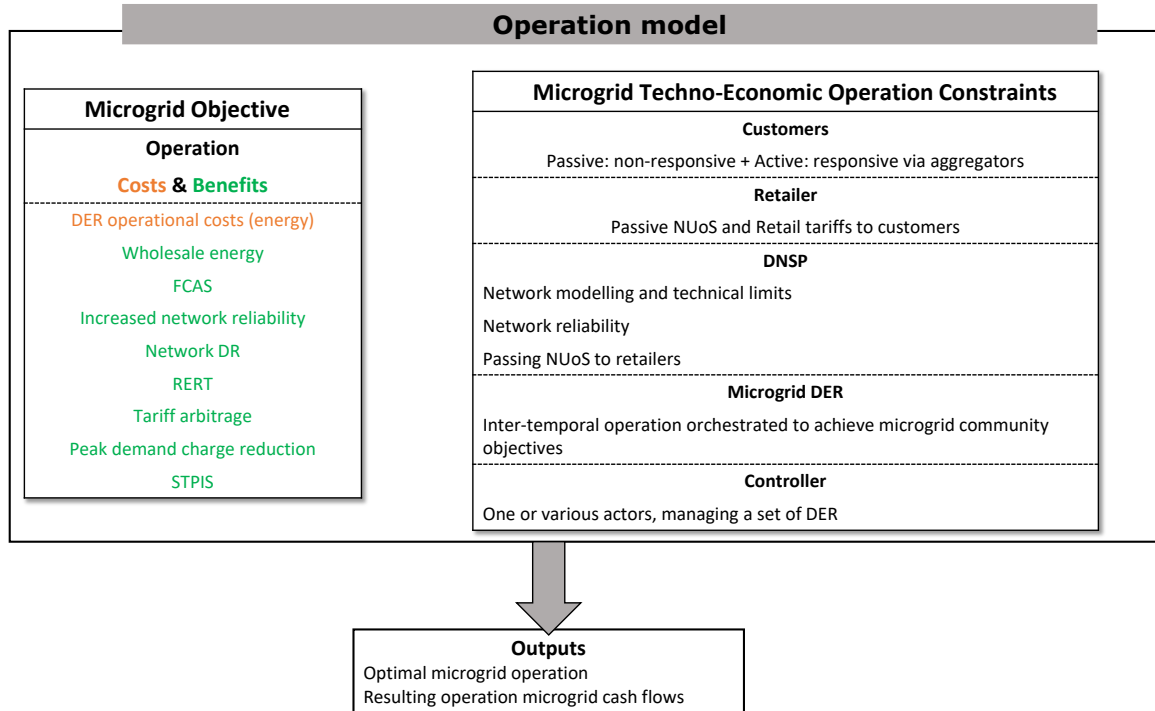 Operation model
Microgrid Objective
Operation
Costs & Benefits
DER operational costs (energy)
Wholesale energy
FCAS
Increased network reliability
Network DR
RERT
Tariff arbitrage
Peak demand charge reduction
STPIS
Microgrid Techno-Economic Operation Constraints
Customers
Passive: non-responsive + Active: responsive via aggregators
Retailer
Passive NUoS and Retail tariffs to customers
DNSP
Network modelling and technical limits
Network reliability
Passing NUoS to retailers
Microgrid DER
Inter-temporal operation orchestrated to achieve microgrid community
objectives
Controller
One or various actors, managing a set of DER
Outputs
Optimal microgrid operation
Resulting operation microgrid cash flows